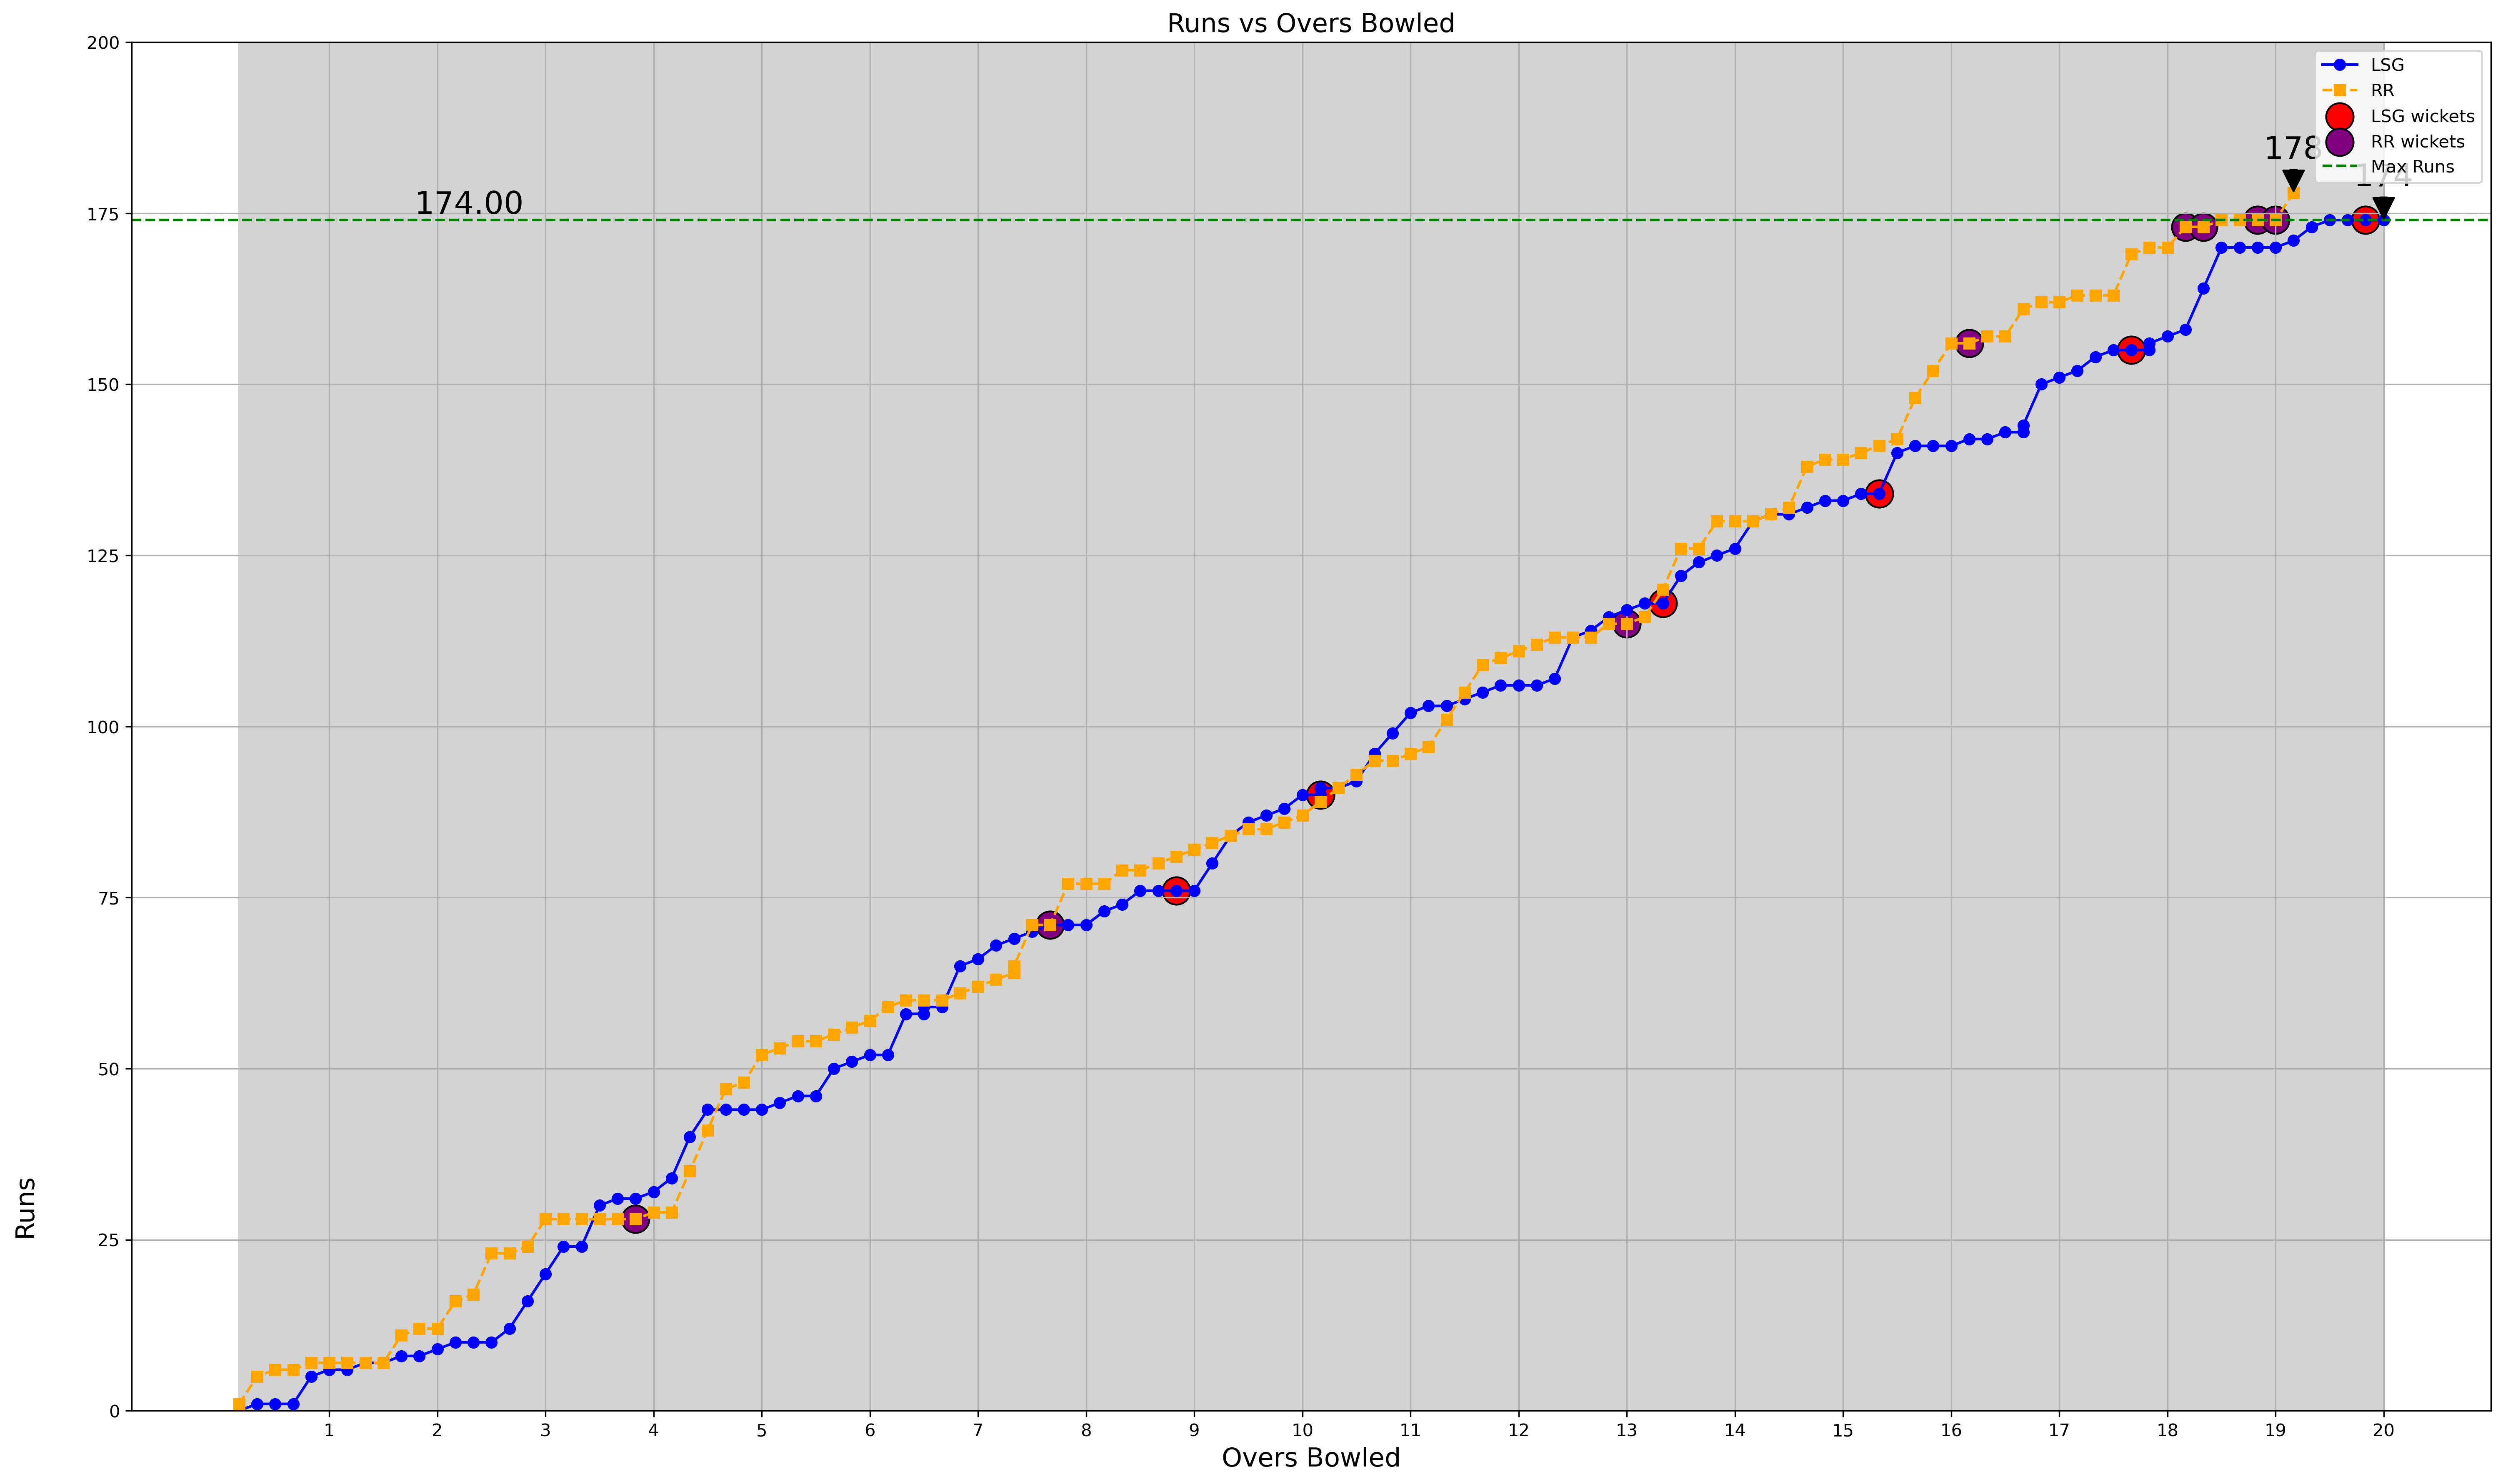 Runs vs Overs Bowled
200
175
150
125
100
75
50
25
0
Runs
174.00
178
174
LSG
RR
LSG wickets
RR wickets
Max Runs
1 2 3 4 5 6 7 8 9 10 11 12 13 14 15 16 17 18 19 20
Overs Bowled